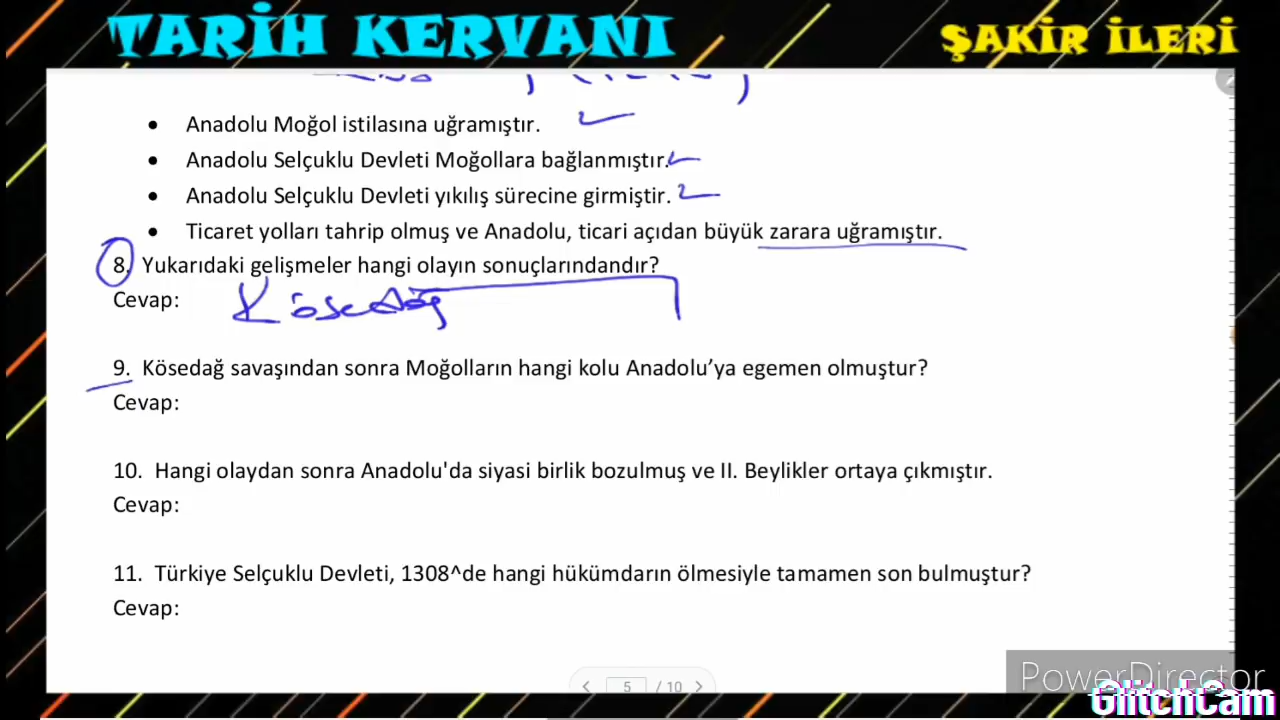 TARİH KERVANI
ŞAKİR İLERİ
• Anadolu Moğol istilasına uğramıştır.
• Anadolu Selçuklu Devleti Moğollara bağlanmıştır.
• Anadolu Selçuklu Devleti yıkılış sürecine girmiştir.
• Ticaret yolları tahrip olmuş ve Anadolu, ticari açıdan büyük zarara uğramıştır.
8. Yukarıdaki gelişmeler hangi olayın sonuçlarındandır?
Cevap: Kösedağ
9. Kösedağ savaşından sonra Moğolların hangi kolu Anadolu’ya egemen olmuştur?
Cevap:
10. Hangi olaydan sonra Anadolu'da siyasi birlik bozulmuş ve II. Beylikler ortaya çıkmıştır.
Cevap:
11. Türkiye Selçuklu Devleti, 1308^de hangi hükümdarın ölmesiyle tamamen son bulmuştur?
Cevap:
5 / 10
PowerDirector
GlitchCam